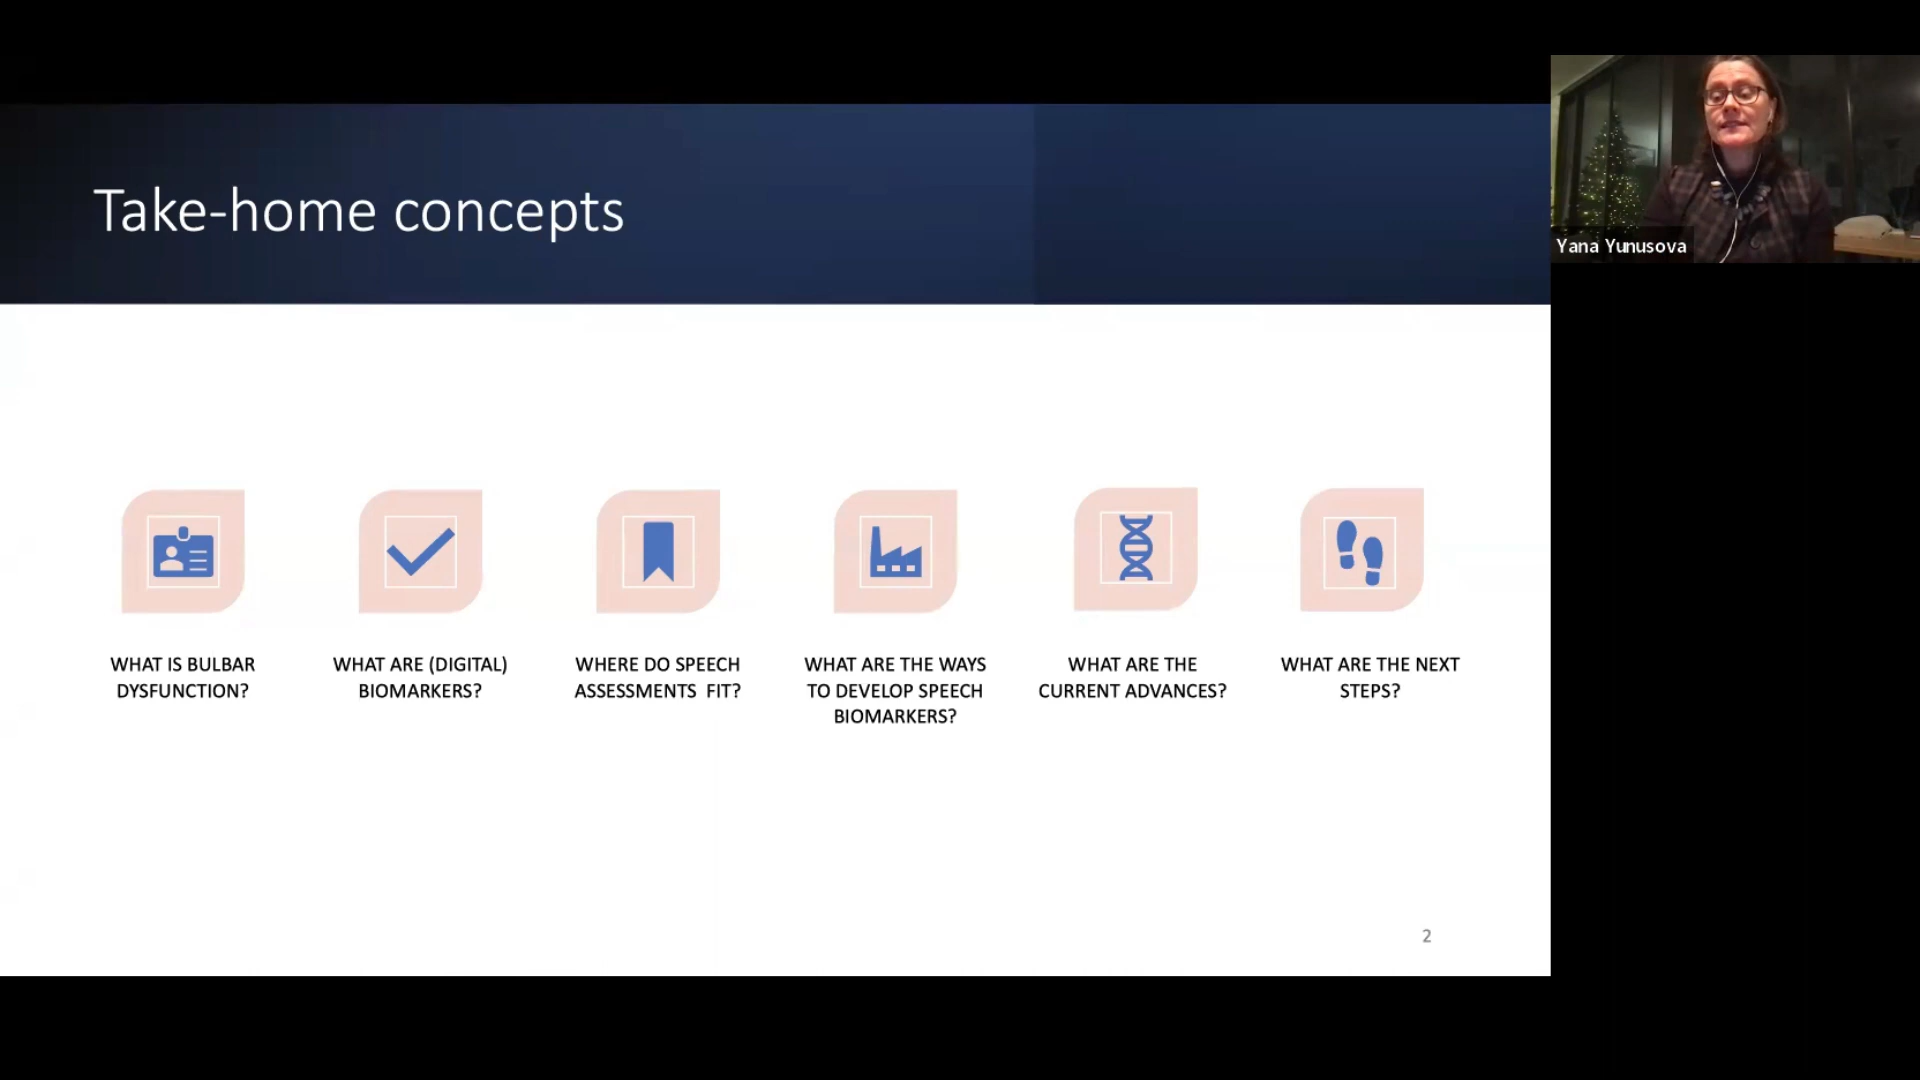 Take-home concepts
Yana Yunusova
WHAT IS BULBAR
DYSFUNCTION?
WHAT ARE (DIGITAL)
BIOMARKERS?
WHERE DO SPEECH
ASSESSMENTS  FIT?
WHAT ARE THE WAYS
TO DEVELOP SPEECH
BIOMARKERS?
WHAT ARE THE
CURRENT ADVANCES?
WHAT ARE THE NEXT
STEPS?
2